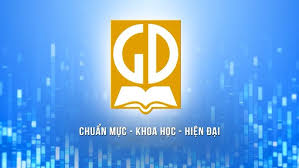 GD
CHUẨN MỰC - KHOA HỌC - HIỆN ĐẠI